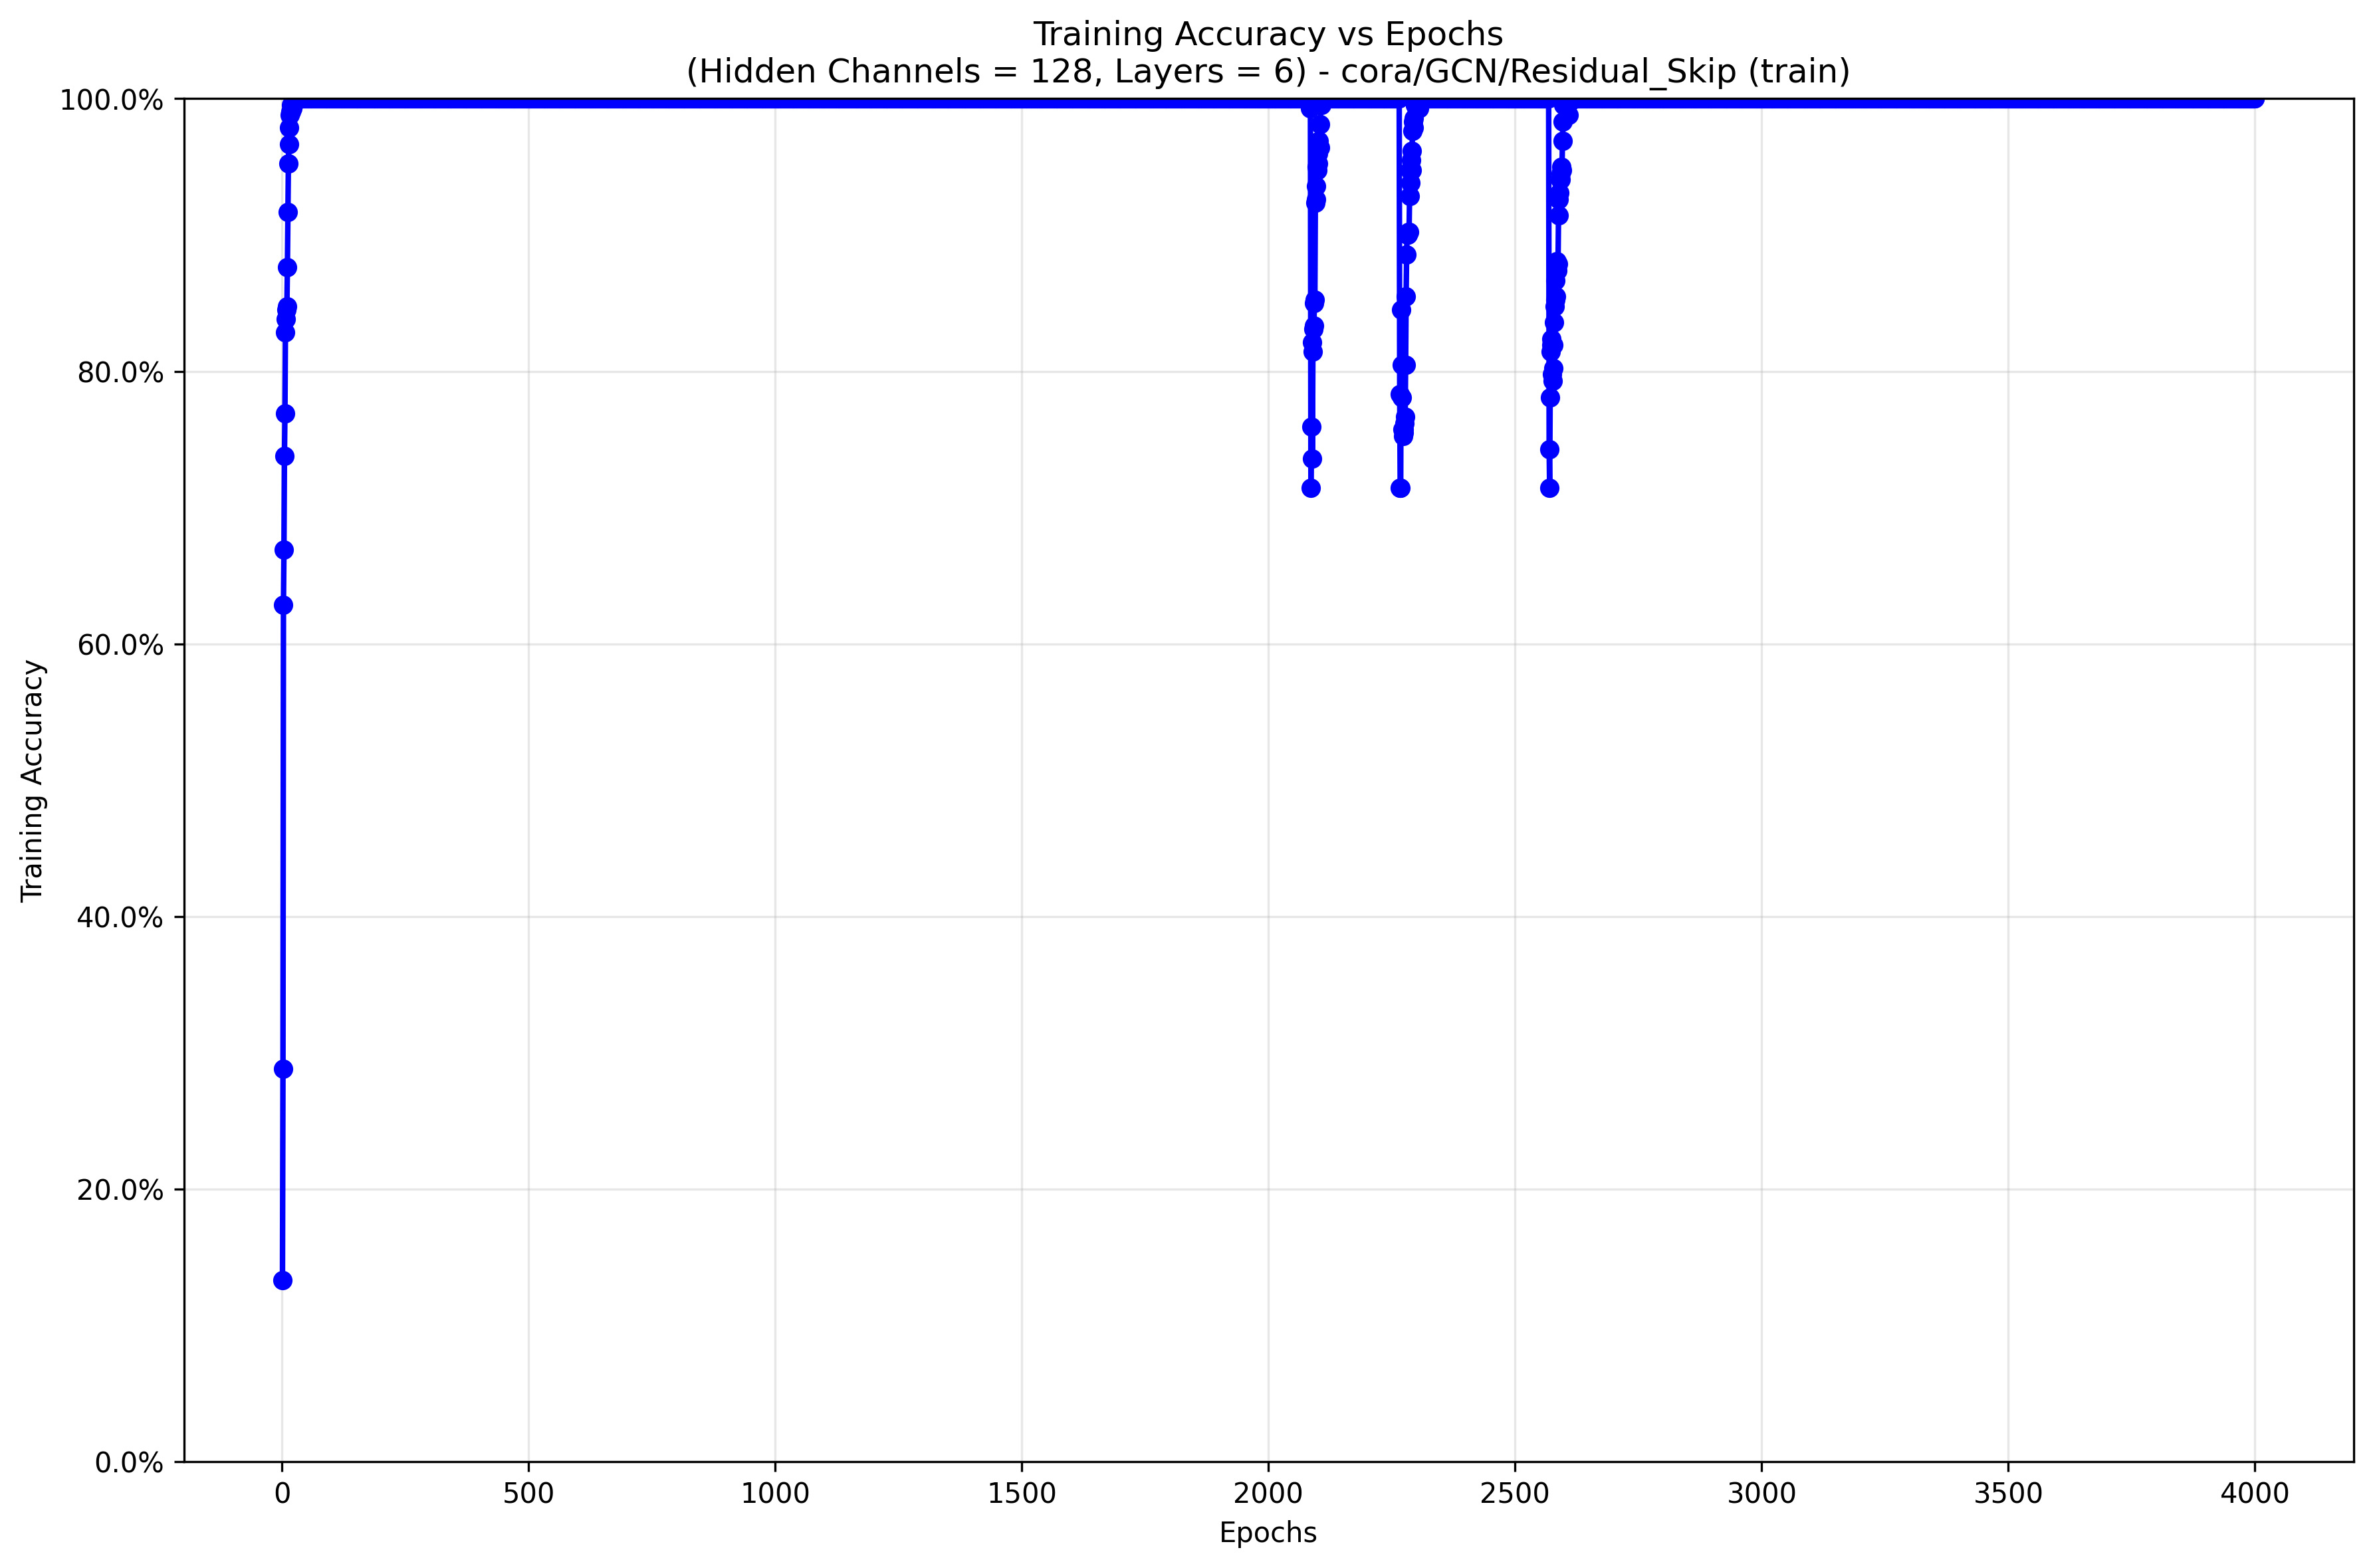 Training Accuracy vs Epochs
(Hidden Channels = 128, Layers = 6) - cora/GCN/Residual_Skip (train)
Training Accuracy
100.0%
80.0%
60.0%
40.0%
20.0%
0.0%
0 500 1000 1500 2000 2500 3000 3500 4000
Epochs